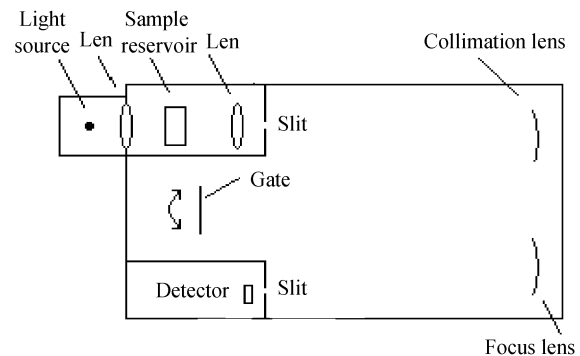 Light
source
Len
Sample
reservoir
Len
Collimation lens
Slit
Gate
Detector
Slit
Focus lens